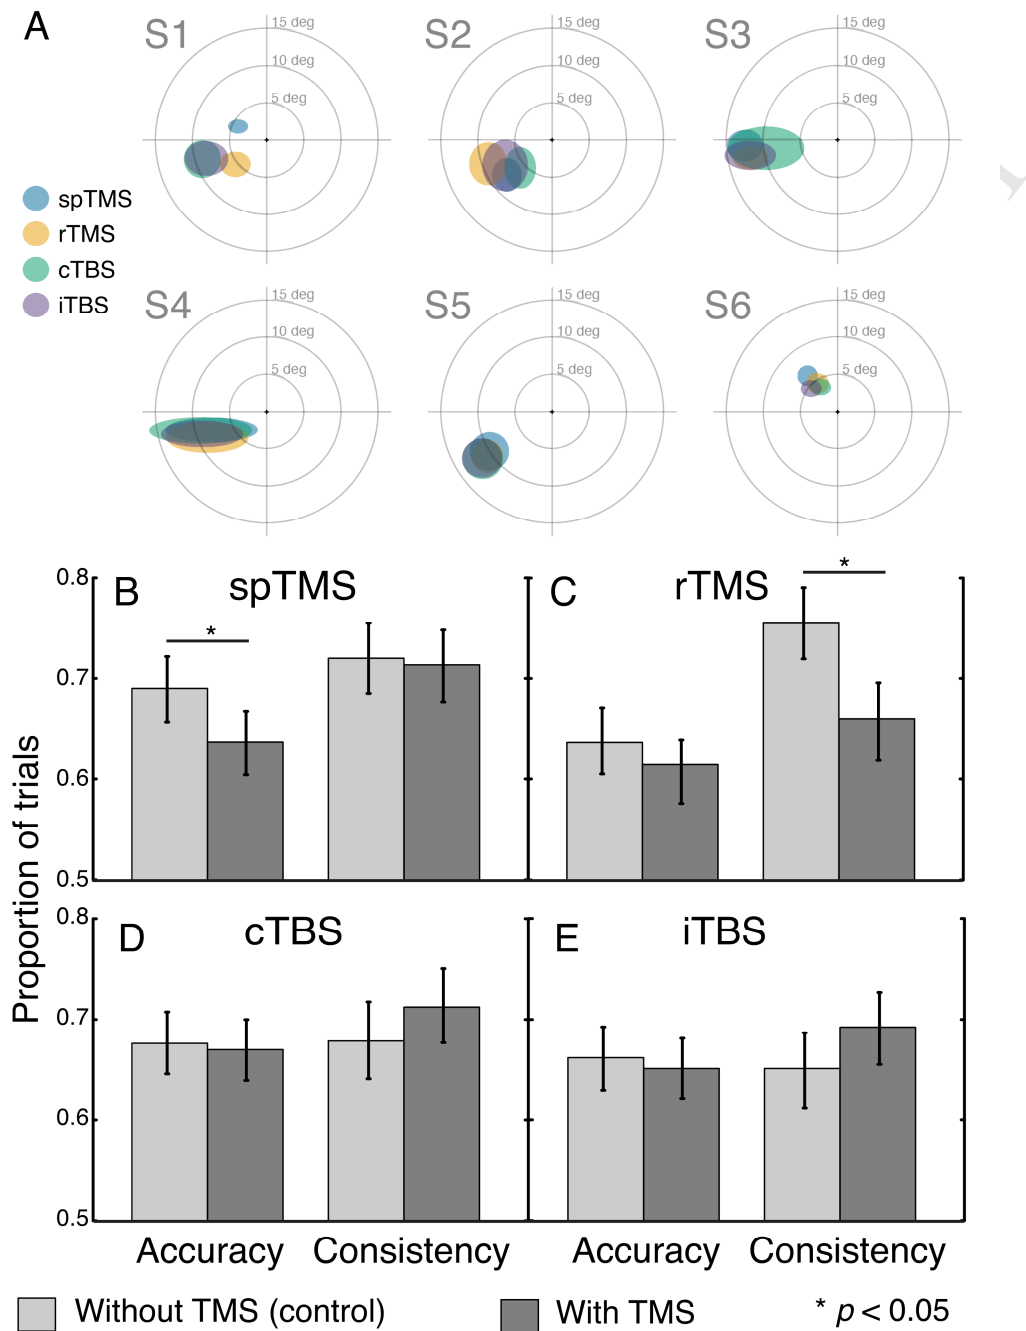 A
S1
15 deg
10 deg
5 deg
S2
15 deg
10 deg
5 deg
S3
15 deg
10 deg
5 deg
spTMS
rTMS
cTBS
iTBS
S4
15 deg
10 deg
5 deg
S5
15 deg
10 deg
5 deg
S6
15 deg
10 deg
5 deg
Proportion of trials
B spTMS
0.8
0.7
0.6
0.5
*
C rTMS
*
D cTBS
0.8
0.7
0.6
0.5
E iTBS
Accuracy Consistency Accuracy Consistency
Without TMS (control) With TMS * p < 0.05